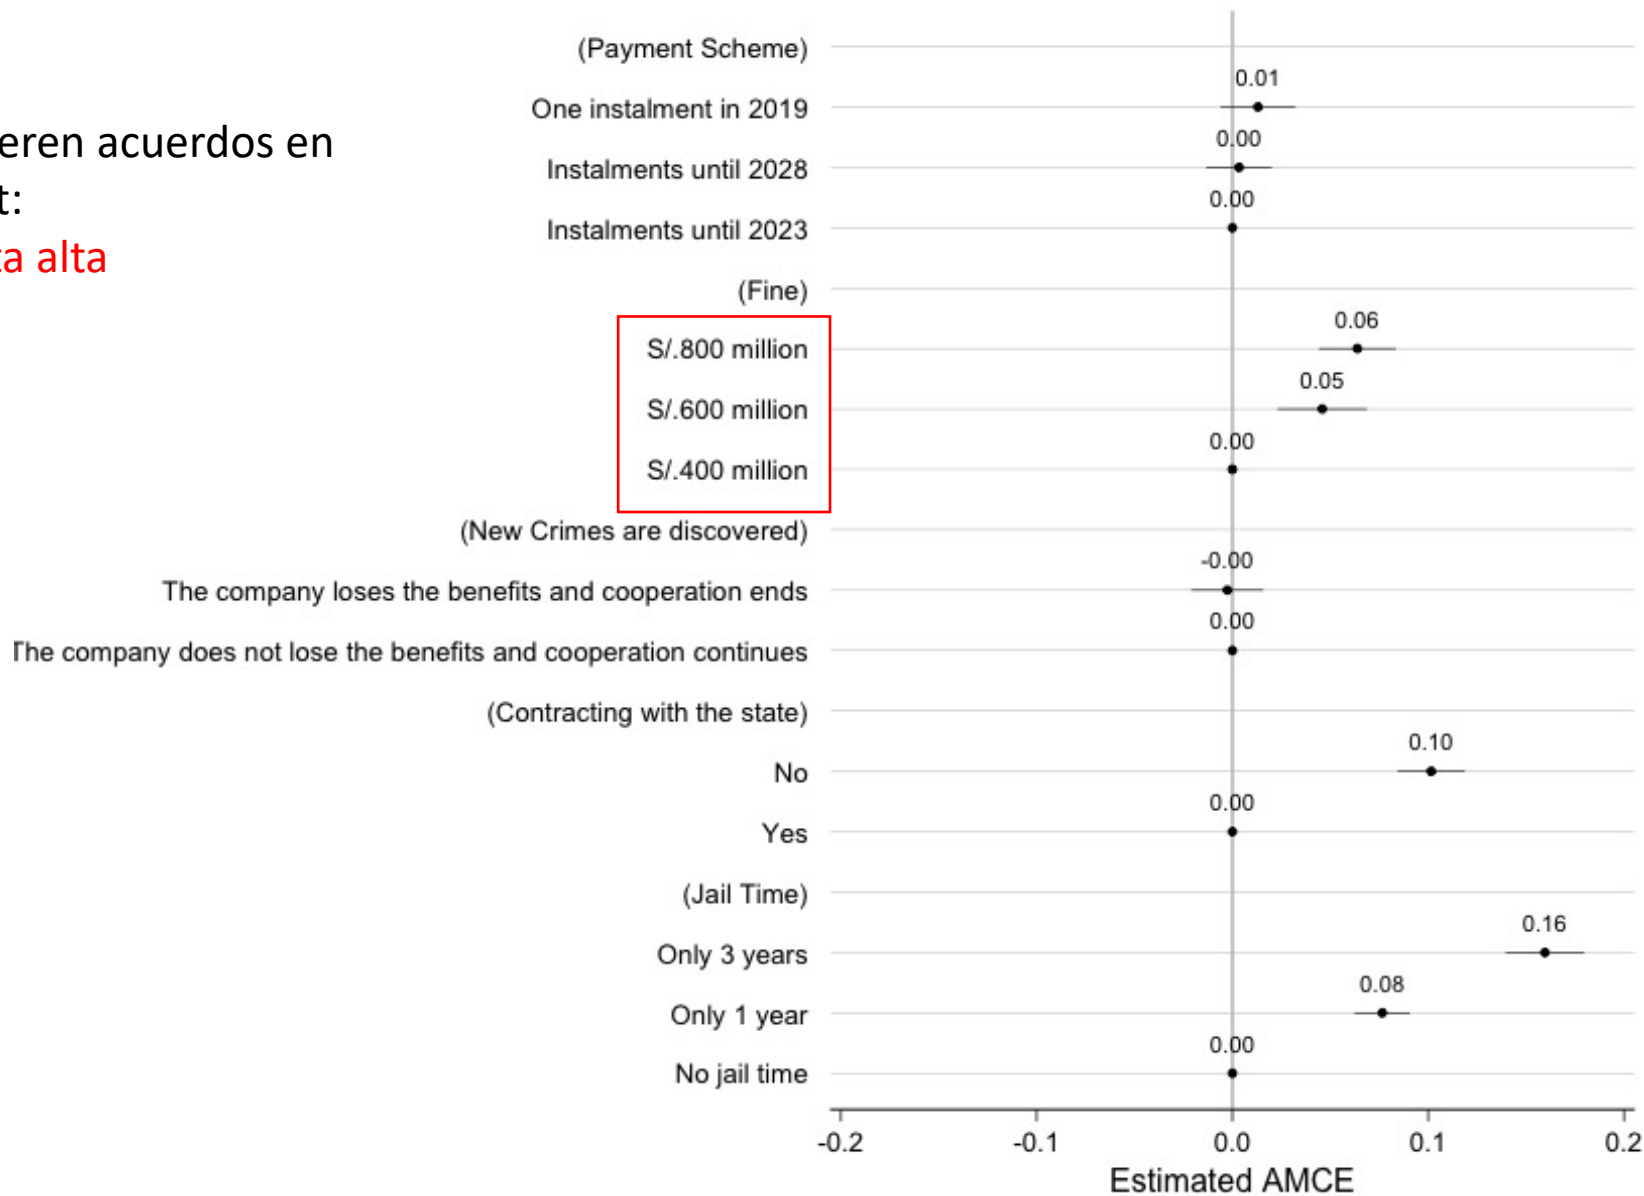 eren acuerdos en
t:
ta alta
(Payment Scheme)
0.01
One instalment in 2019
0.00
Instalments until 2028
0.00
Instalments until 2023
(Fine)
0.06
S/.800 million
0.05
S/.600 million
0.00
S/.400 million
(New Crimes are discovered)
-0.00
The company loses the benefits and cooperation ends
0.00
The company does not lose the benefits and cooperation continues
(Contracting with the state)
0.10
No
0.00
Yes
(Jail Time)
0.16
Only 3 years
0.08
Only 1 year
0.00
No jail time
-0.2 -0.1 0.0 0.1 0.2
Estimated AMCE